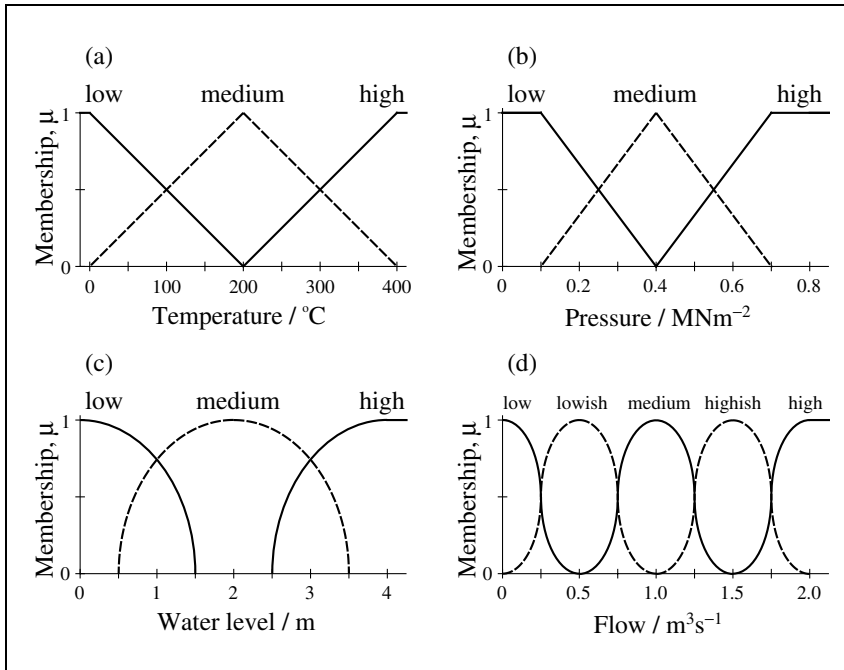 (a)
low medium high
Membership, μ
1
0
0 100 200 300 400
Temperature / °C
(b)
low medium high
Membership, μ
1
0
0 0.2 0.4 0.6 0.8
Pressure / MNm⁻²
(c)
low medium high
Membership, μ
1
0
0 1 2 3 4
Water level / m
(d)
low lowish medium highish high
Membership, μ
1
0
0 0.5 1.0 1.5 2.0
Flow / m³s⁻¹